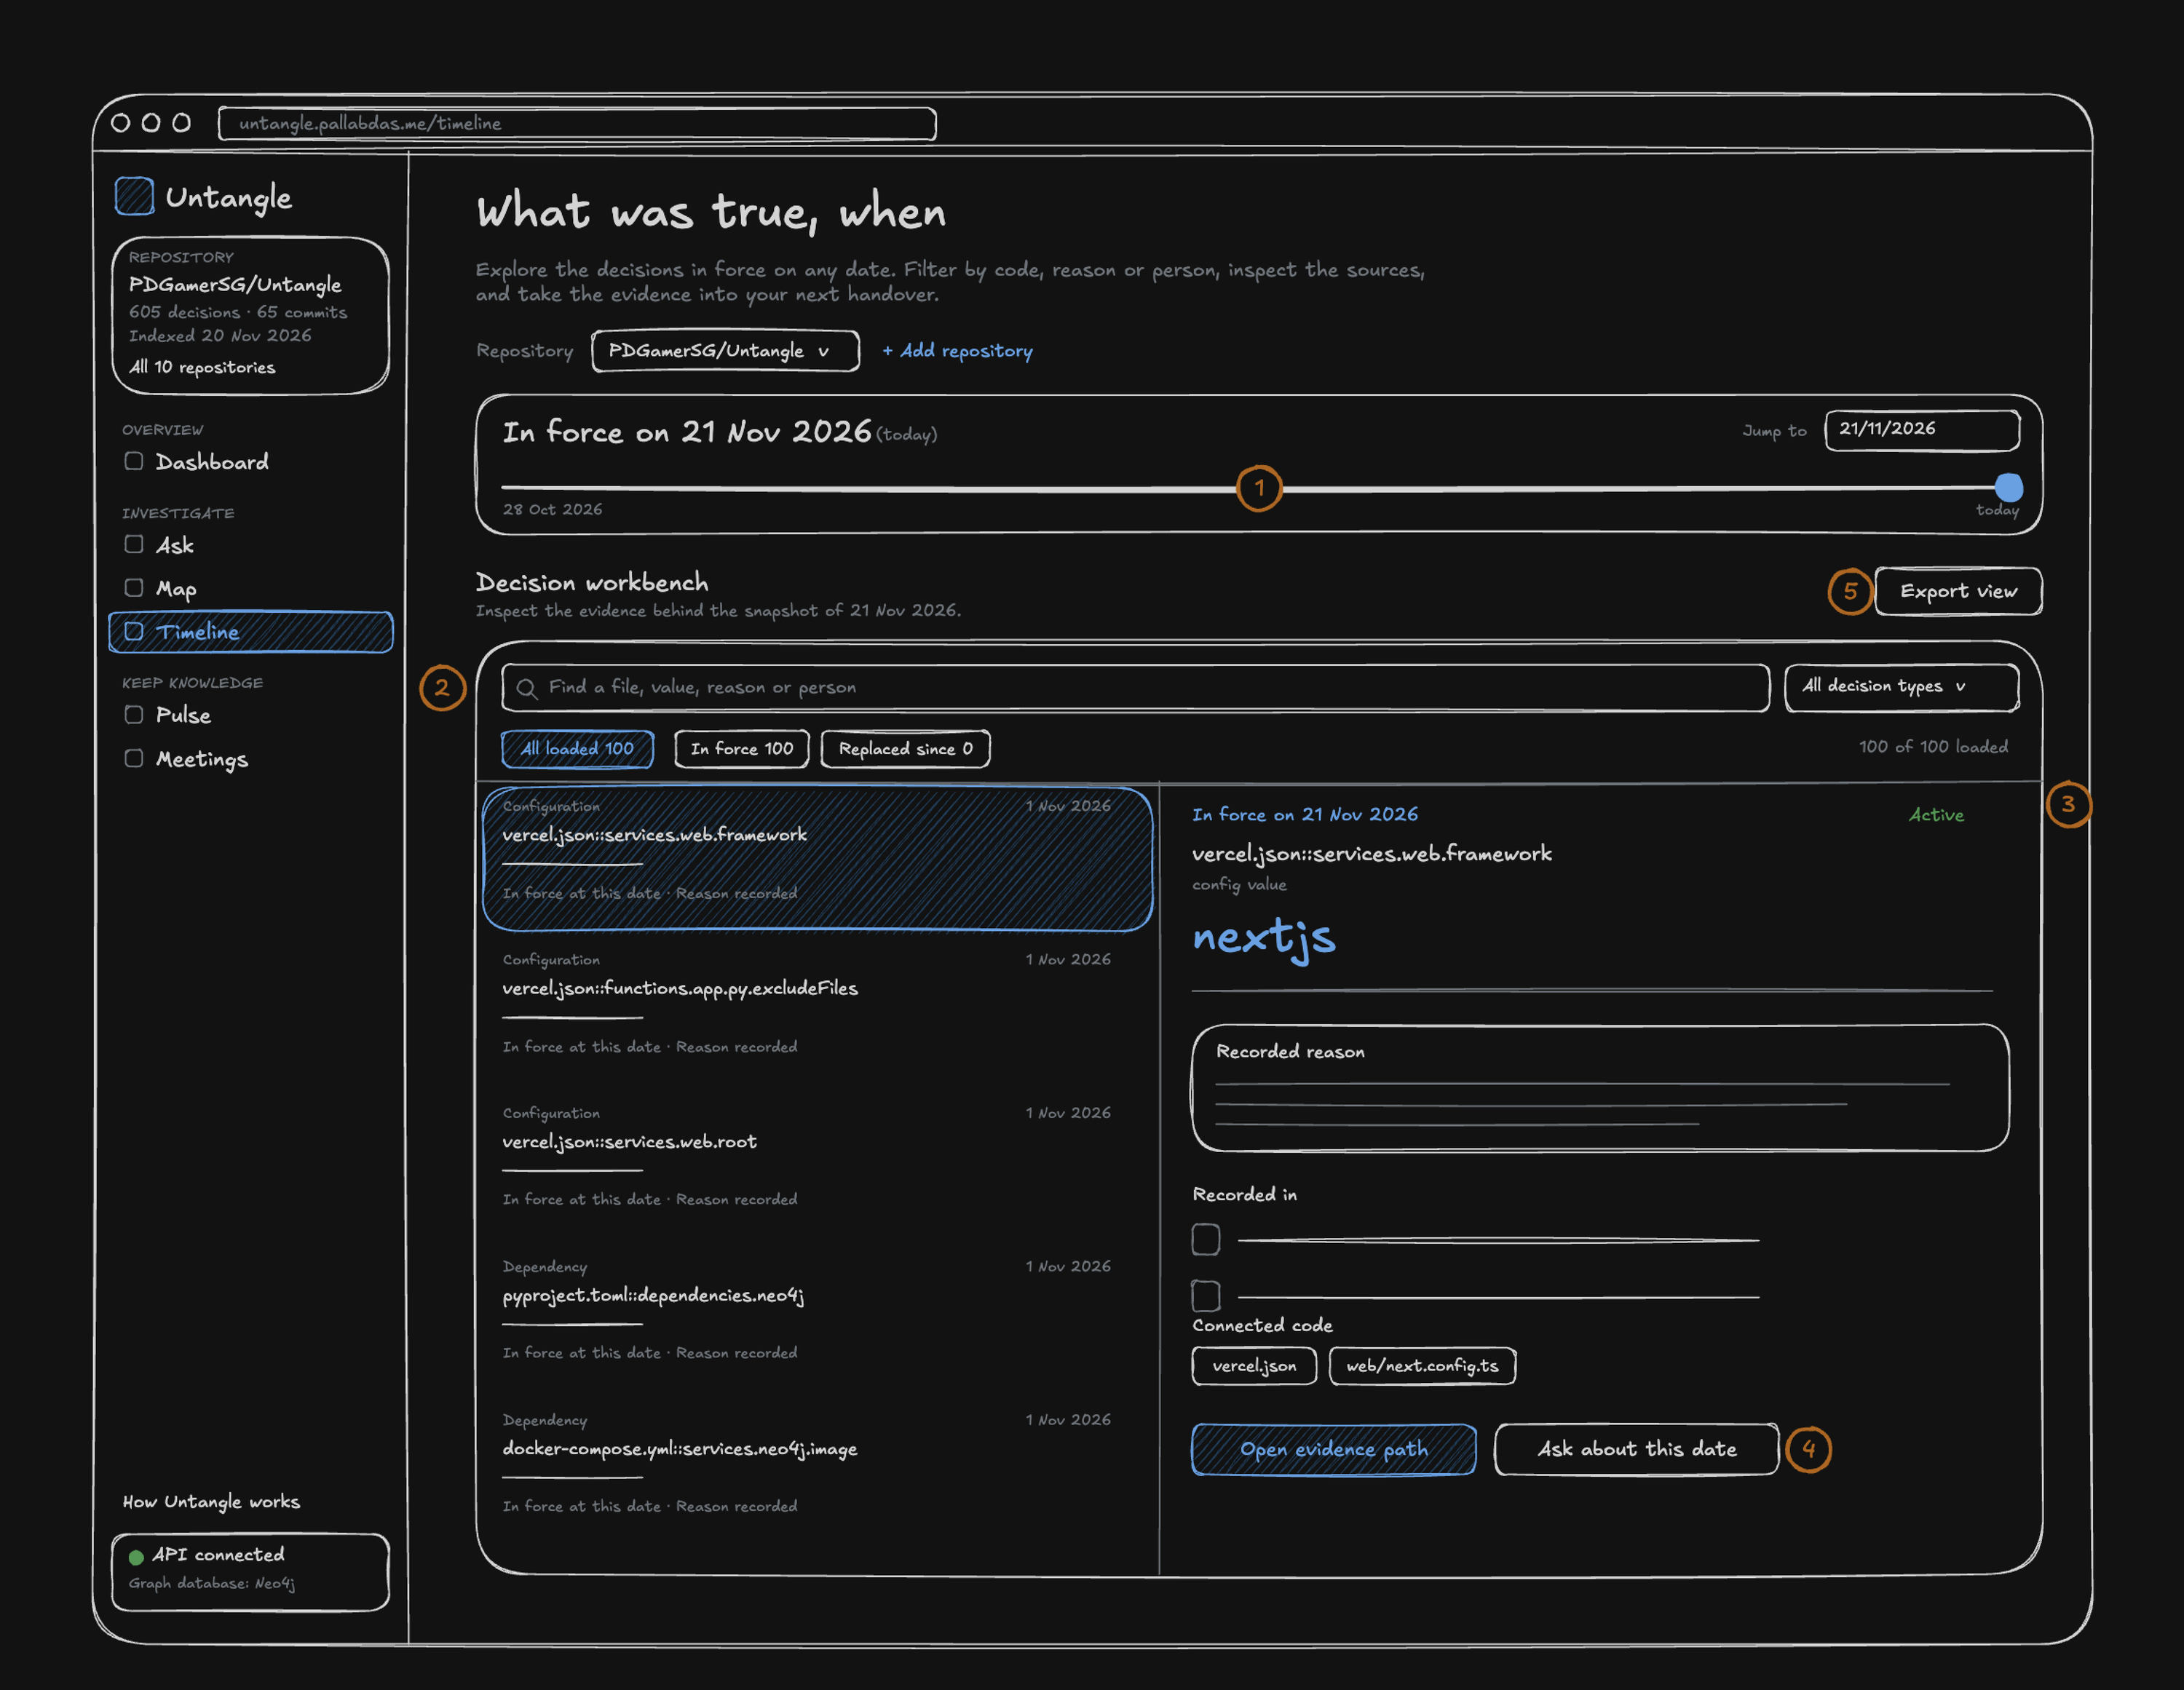 untangle.pallabdas.me/timeline
Untangle
REPOSITORY
PDGamerSG/Untangle
605 decisions · 65 commits
Indexed 20 Nov 2026
All 10 repositories
OVERVIEW
Dashboard
INVESTIGATE
Ask
Map
Timeline
KEEP KNOWLEDGE
Pulse
Meetings
How Untangle works
API connected
Graph database: Neo4j
What was true, when
Explore the decisions in force on any date. Filter by code, reason or person, inspect the sources,
and take the evidence into your next handover.
Repository PDGamerSG/Untangle v + Add repository
In force on 21 Nov 2026 (today) Jump to 21/11/2026
1
28 Oct 2026 today
Decision workbench
Inspect the evidence behind the snapshot of 21 Nov 2026.
5 Export view
2 Find a file, value, reason or person All decision types v
All loaded 100 In force 100 Replaced since 0 100 of 100 loaded
Configuration 1 Nov 2026
vercel.json::services.web.framework
In force at this date · Reason recorded
Configuration 1 Nov 2026
vercel.json::functions.app.py.excludeFiles
In force at this date · Reason recorded
Configuration 1 Nov 2026
vercel.json::services.web.root
In force at this date · Reason recorded
Dependency 1 Nov 2026
pyproject.toml::dependencies.neo4j
In force at this date · Reason recorded
Dependency 1 Nov 2026
docker-compose.yml::services.neo4j.image
In force at this date · Reason recorded
3
In force on 21 Nov 2026 Active
vercel.json::services.web.framework
config value
nextjs
Recorded reason
Recorded in
Connected code
vercel.json web/next.config.ts
Open evidence path Ask about this date 4